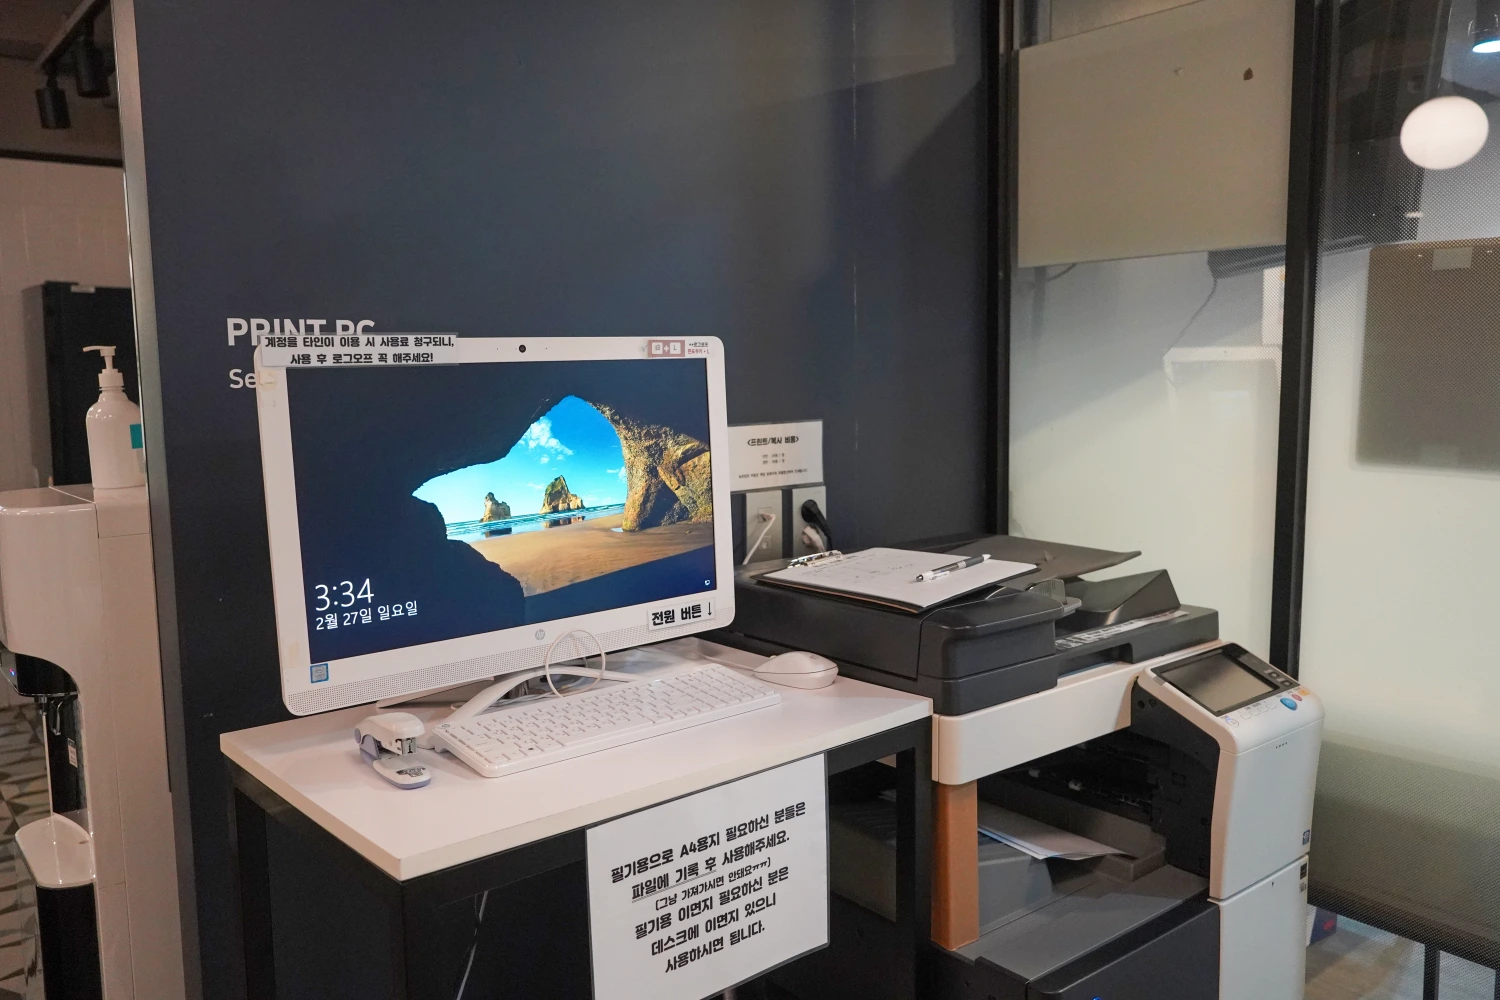 PRINT PC
Se
계정을 타인이 이용 시 사용료 청구되니,
사용 후 로그오프 꼭 해주세요!
+ L
3:34
2월 27일 일요일
전원 버튼 ↓
hp
<프린트/복사 비용>
필기용으로 A4용지 필요하신 분들은
파일에 기록 후 사용해주세요.
(그냥 가져가시면 안돼요ㅠㅠ)
필기용 이면지 필요하신 분은
데스크에 이면지 있으니
사용하시면 됩니다.